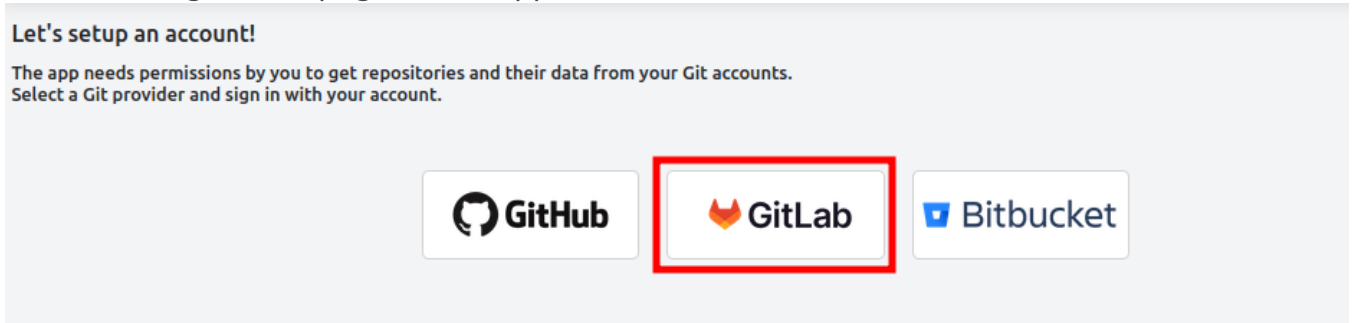 Let's setup an account!
The app needs permissions by you to get repositories and their data from your Git accounts.
Select a Git provider and sign in with your account.
GitHub
GitLab
Bitbucket